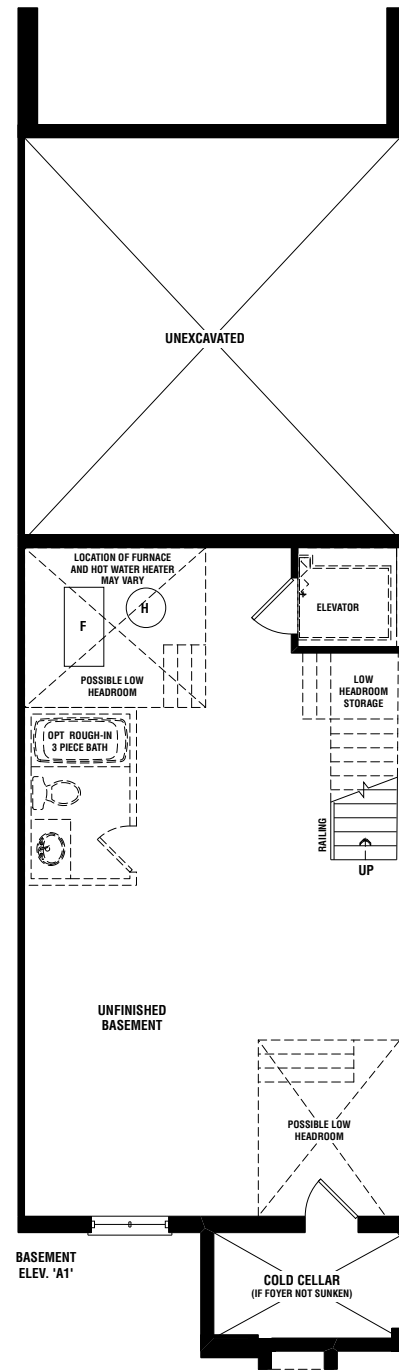 UNEXCAVATED
LOCATION OF FURNACE
AND HOT WATER HEATER
MAY VARY
F
H
POSSIBLE LOW
HEADROOM
ELEVATOR
LOW
HEADROOM
STORAGE
OPT ROUGH-IN
3 PIECE BATH
RAILING
UP
UNFINISHED
BASEMENT
POSSIBLE LOW
HEADROOM
BASEMENT
ELEV. 'A1'
COLD CELLAR
(IF FOYER NOT SUNKEN)